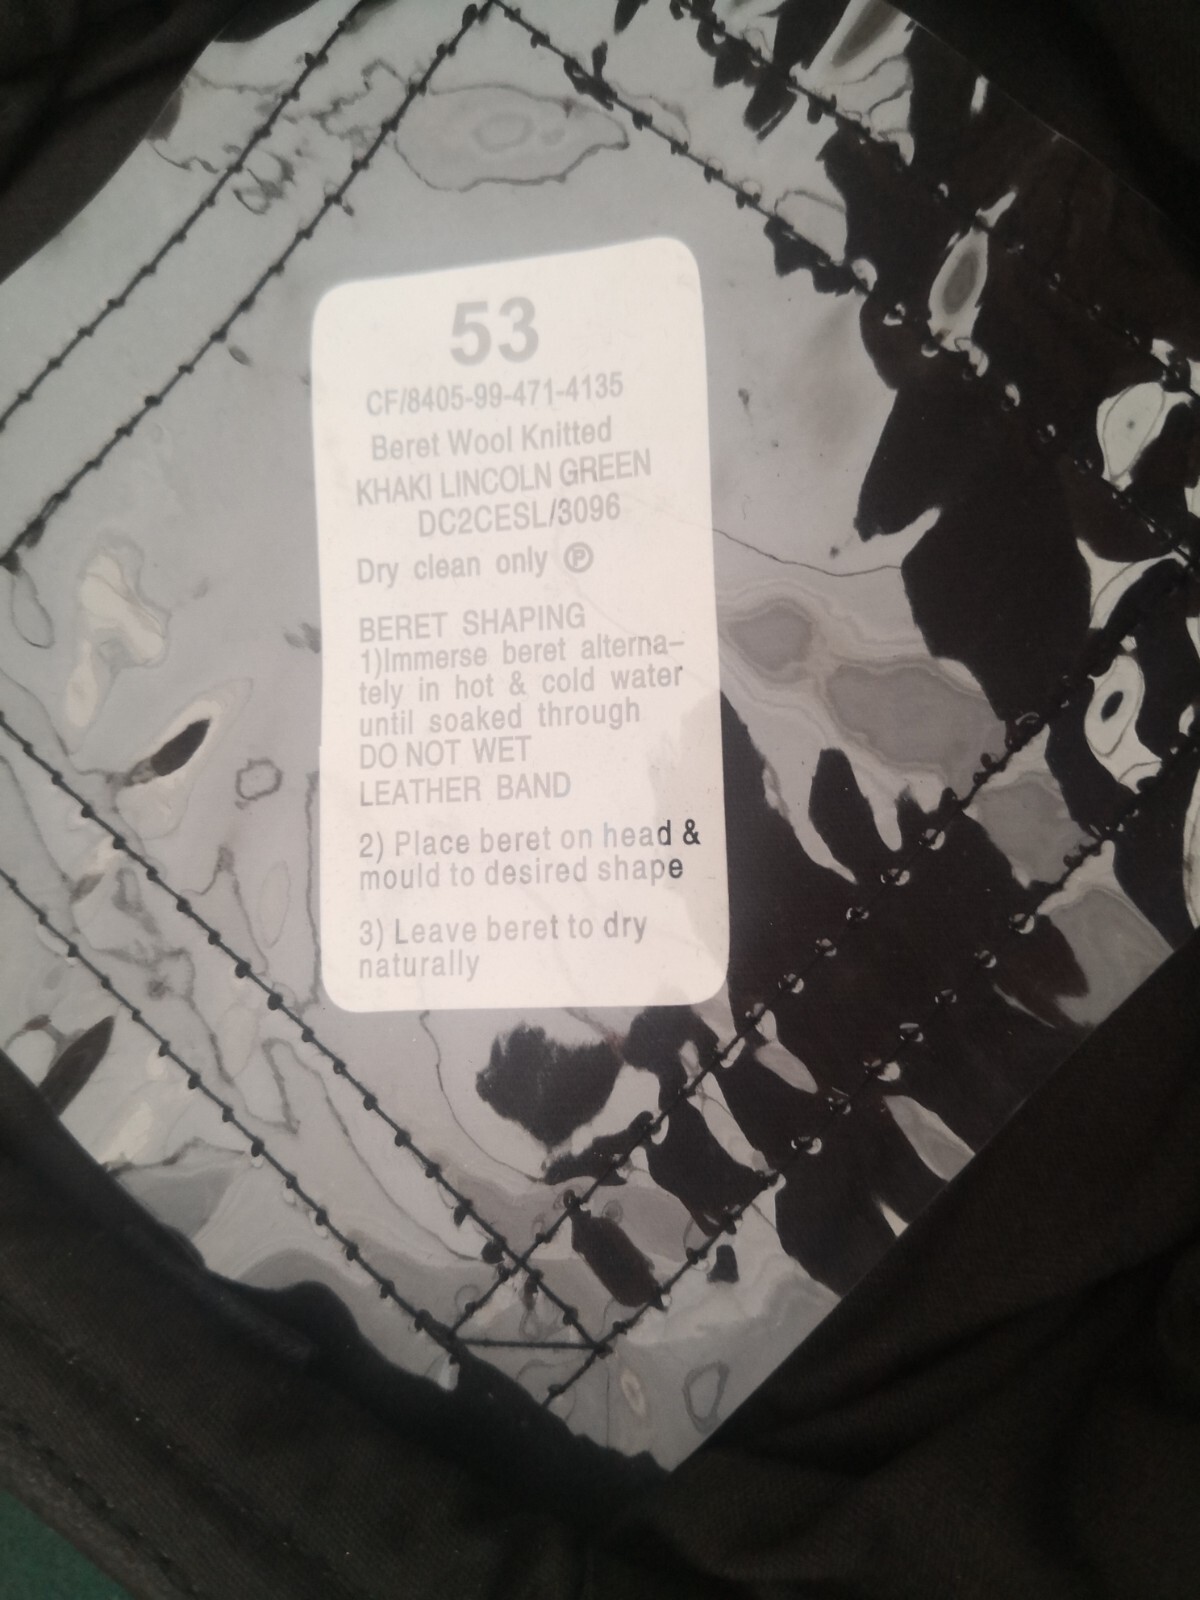 53
CF/8405-99-471-4135
Beret Wool Knitted
KHAKI LINCOLN GREEN
DC2CESL/3096
Dry clean only Ⓟ
BERET SHAPING
1)Immerse beret alterna-
tely in hot & cold water
until soaked through
DO NOT WET
LEATHER BAND
2) Place beret on head &
mould to desired shape
3) Leave beret to dry
naturally